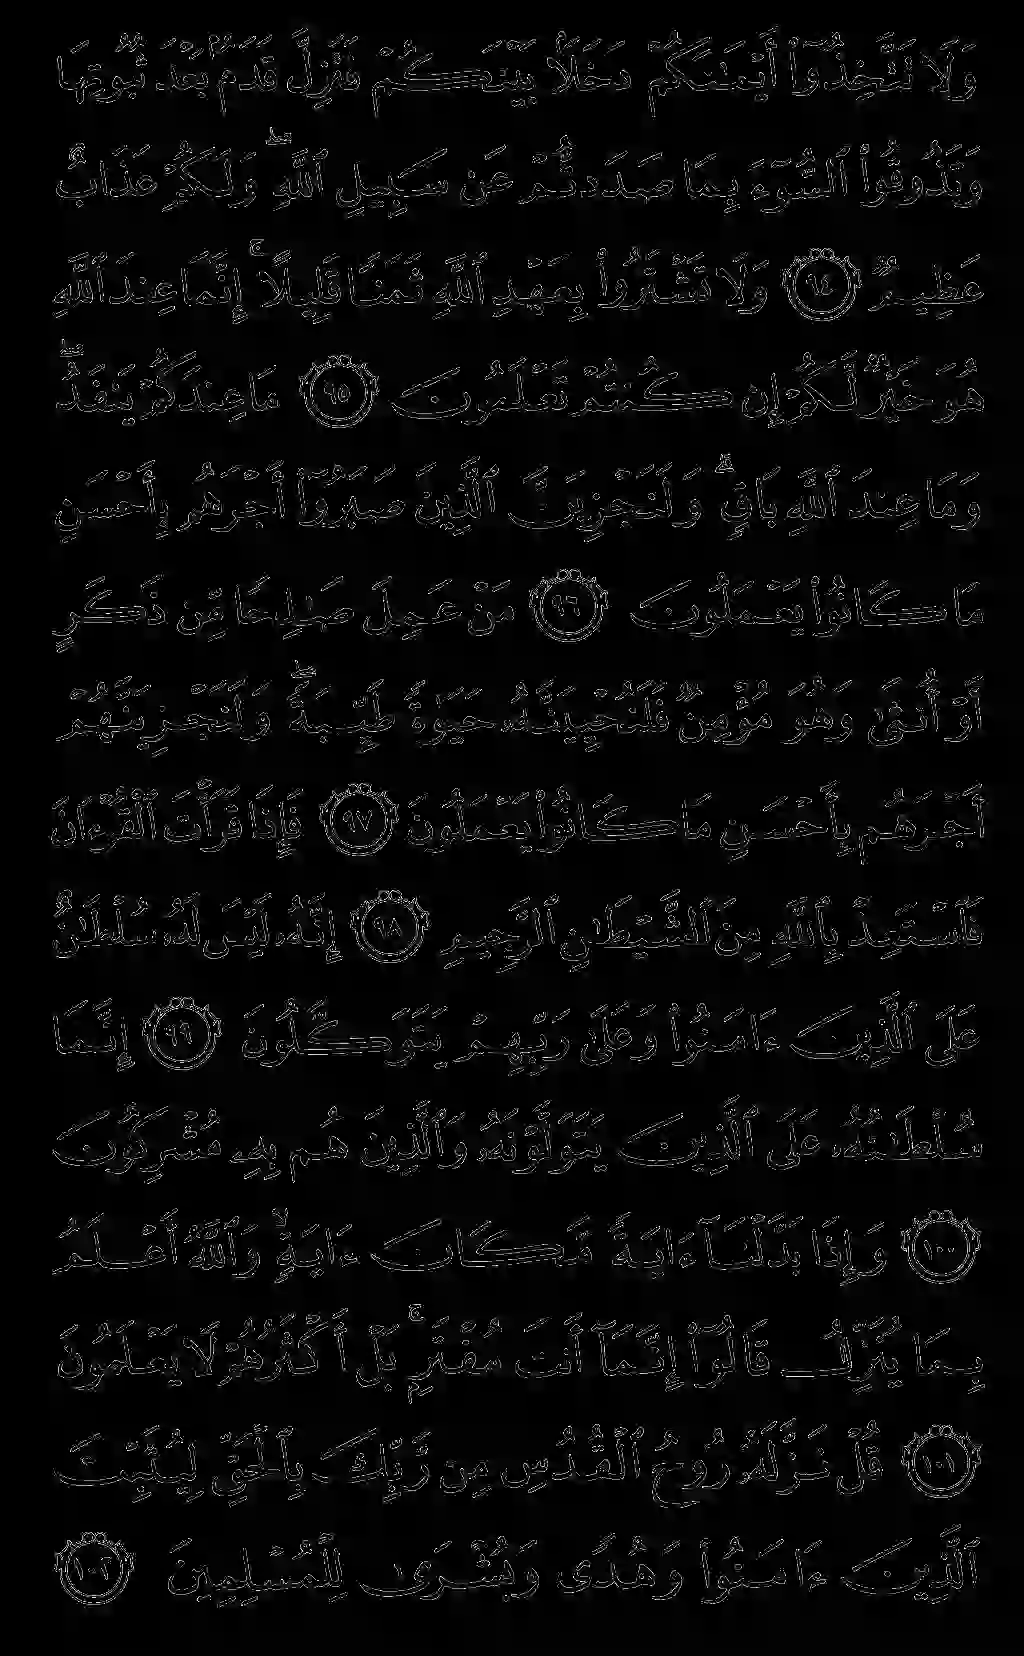 وَلَا تَتَّخِذُوٓا۟ أَيْمَـٰنَكُمْ دَخَلًۢا بَيْنَكُمْ فَتَزِلَّ قَدَمٌۢ بَعْدَ ثُبُوتِهَا
وَتَذُوقُوا۟ ٱلسُّوٓءَ بِمَا صَدَدتُّمْ عَن سَبِيلِ ٱللَّهِ ۖ وَلَكُمْ عَذَابٌ
عَظِيمٌ ٩٤ وَلَا تَشْتَرُوا۟ بِعَهْدِ ٱللَّهِ ثَمَنًا قَلِيلًا ۚ إِنَّمَا عِندَ ٱللَّهِ
هُوَ خَيْرٌ لَّكُمْ إِن كُنتُمْ تَعْلَمُونَ ٩٥ مَا عِندَكُمْ يَنفَدُ ۖ
وَمَا عِندَ ٱللَّهِ بَاقٍ ۗ وَلَنَجْزِيَنَّ ٱلَّذِينَ صَبَرُوٓا۟ أَجْرَهُم بِأَحْسَنِ
مَا كَانُوا۟ يَعْمَلُونَ ٩٦ مَنْ عَمِلَ صَـٰلِحًا مِّن ذَكَرٍ
أَوْ أُنثَىٰ وَهُوَ مُؤْمِنٌ فَلَنُحْيِيَنَّهُۥ حَيَوٰةً طَيِّبَةً ۖ وَلَنَجْزِيَنَّهُمْ
أَجْرَهُم بِأَحْسَنِ مَا كَانُوا۟ يَعْمَلُونَ ٩٧ فَإِذَا قَرَأْتَ ٱلْقُرْءَانَ
فَٱسْتَعِذْ بِٱللَّهِ مِنَ ٱلشَّيْطَـٰنِ ٱلرَّجِيمِ ٩٨ إِنَّهُۥ لَيْسَ لَهُۥ سُلْطَـٰنٌ
عَلَى ٱلَّذِينَ ءَامَنُوا۟ وَعَلَىٰ رَبِّهِمْ يَتَوَكَّلُونَ ٩٩ إِنَّمَا
سُلْطَـٰنُهُۥ عَلَى ٱلَّذِينَ يَتَوَلَّوْنَهُۥ وَٱلَّذِينَ هُم بِهِۦ مُشْرِكُونَ
١٠٠ وَإِذَا بَدَّلْنَآ ءَايَةً مَّكَانَ ءَايَةٍ ۙ وَٱللَّهُ أَعْلَمُ
بِمَا يُنَزِّلُ قَالُوٓا۟ إِنَّمَآ أَنتَ مُفْتَرٍۭ ۚ بَلْ أَكْثَرُهُمْ لَا يَعْلَمُونَ
١٠١ قُلْ نَزَّلَهُۥ رُوحُ ٱلْقُدُسِ مِن رَّبِّكَ بِٱلْحَقِّ لِيُثَبِّتَ
ٱلَّذِينَ ءَامَنُوا۟ وَهُدًى وَبُشْرَىٰ لِلْمُسْلِمِينَ ١٠٢